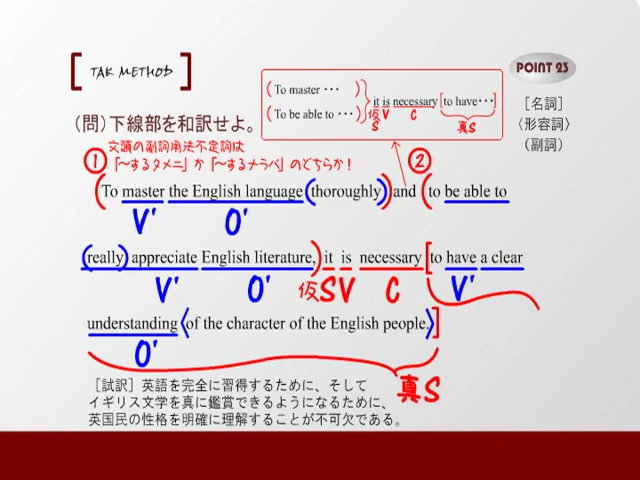 TAK METHOD
POINT 23
(To master ･･･ )
(To be able to ･･･ )
it is necessary [to have･･･]
仮S V C 真S
［名詞］
〈形容詞〉
（副詞）
（問）下線部を和訳せよ。
文頭の副詞用法不定詞は
「～するタメニ」か「～するナラバ」のどちらか！
① ②
(To master the English language (thoroughly)) and (to be able to
V' O'
(really) appreciate English literature,) it is necessary [to have a clear
V' O' 仮S V C V'
understanding 〈of the character of the English people.〉]
O' 真S
［試訳］英語を完全に習得するために、そして
イギリス文学を真に鑑賞できるようになるために、
英国民の性格を明確に理解することが不可欠である。